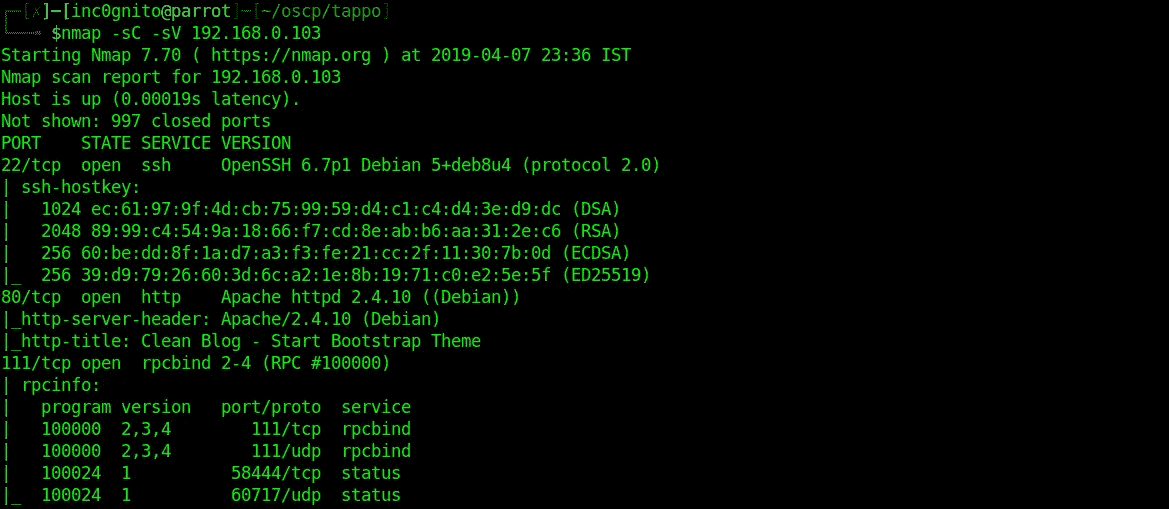 ┌─[✗]─[inc0gnito@parrot]─[~/oscp/tappo]
└──╼ $nmap -sC -sV 192.168.0.103
Starting Nmap 7.70 ( https://nmap.org ) at 2019-04-07 23:36 IST
Nmap scan report for 192.168.0.103
Host is up (0.00019s latency).
Not shown: 997 closed ports
PORT    STATE SERVICE VERSION
22/tcp  open  ssh     OpenSSH 6.7p1 Debian 5+deb8u4 (protocol 2.0)
| ssh-hostkey:
|   1024 ec:61:97:9f:4d:cb:75:99:59:d4:c1:c4:d4:3e:d9:dc (DSA)
|   2048 89:99:c4:54:9a:18:66:f7:cd:8e:ab:b6:aa:31:2e:c6 (RSA)
|   256 60:be:dd:8f:1a:d7:a3:f3:fe:21:cc:2f:11:30:7b:0d (ECDSA)
|_  256 39:d9:79:26:60:3d:6c:a2:1e:8b:19:71:c0:e2:5e:5f (ED25519)
80/tcp  open  http    Apache httpd 2.4.10 ((Debian))
|_http-server-header: Apache/2.4.10 (Debian)
|_http-title: Clean Blog - Start Bootstrap Theme
111/tcp open  rpcbind 2-4 (RPC #100000)
| rpcinfo:
|   program version   port/proto  service
|   100000  2,3,4        111/tcp  rpcbind
|   100000  2,3,4        111/udp  rpcbind
|   100024  1          58444/tcp  status
|_  100024  1          60717/udp  status